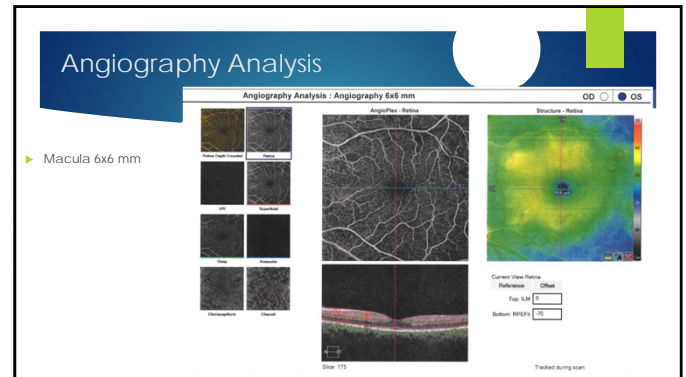 Angiography Analysis
Angiography Analysis : Angiography 6x6 mm
OD
OS
AngioPlex - Retina
Structure - Retina
Macula 6x6 mm
Retina Depth Encoded
Retina
VRI
Superficial
Deep
Avascular
Choriocapillaris
Choroid
Current View:Retina
Reference Offset
Top: ILM 0
Bottom: RPEFit -70
Slice: 175
Tracked during scan